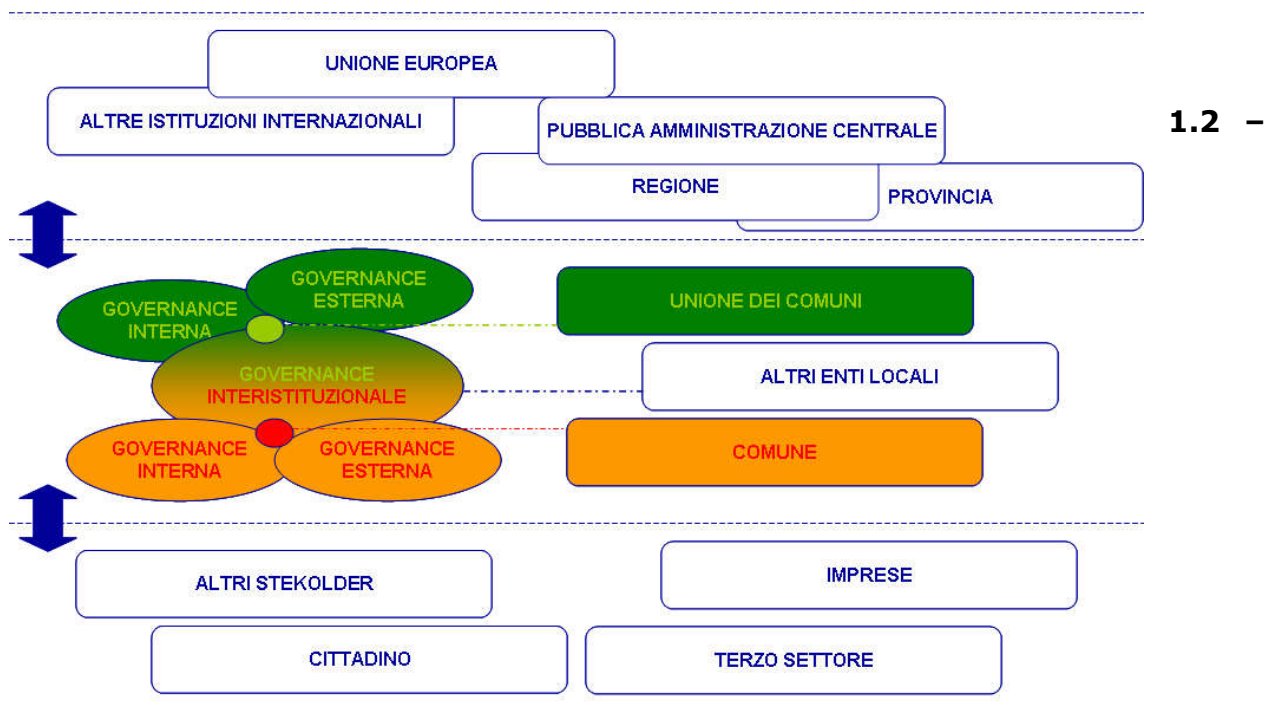 UNIONE EUROPEA
ALTRE ISTITUZIONI INTERNAZIONALI
PUBBLICA AMMINISTRAZIONE CENTRALE
1.2 –
REGIONE
PROVINCIA
GOVERNANCE
ESTERNA
GOVERNANCE
INTERNA
UNIONE DEI COMUNI
GOVERNANCE
INTERISTITUZIONALE
ALTRI ENTI LOCALI
GOVERNANCE
INTERNA
GOVERNANCE
ESTERNA
COMUNE
ALTRI STEKOLDER
IMPRESE
CITTADINO
TERZO SETTORE